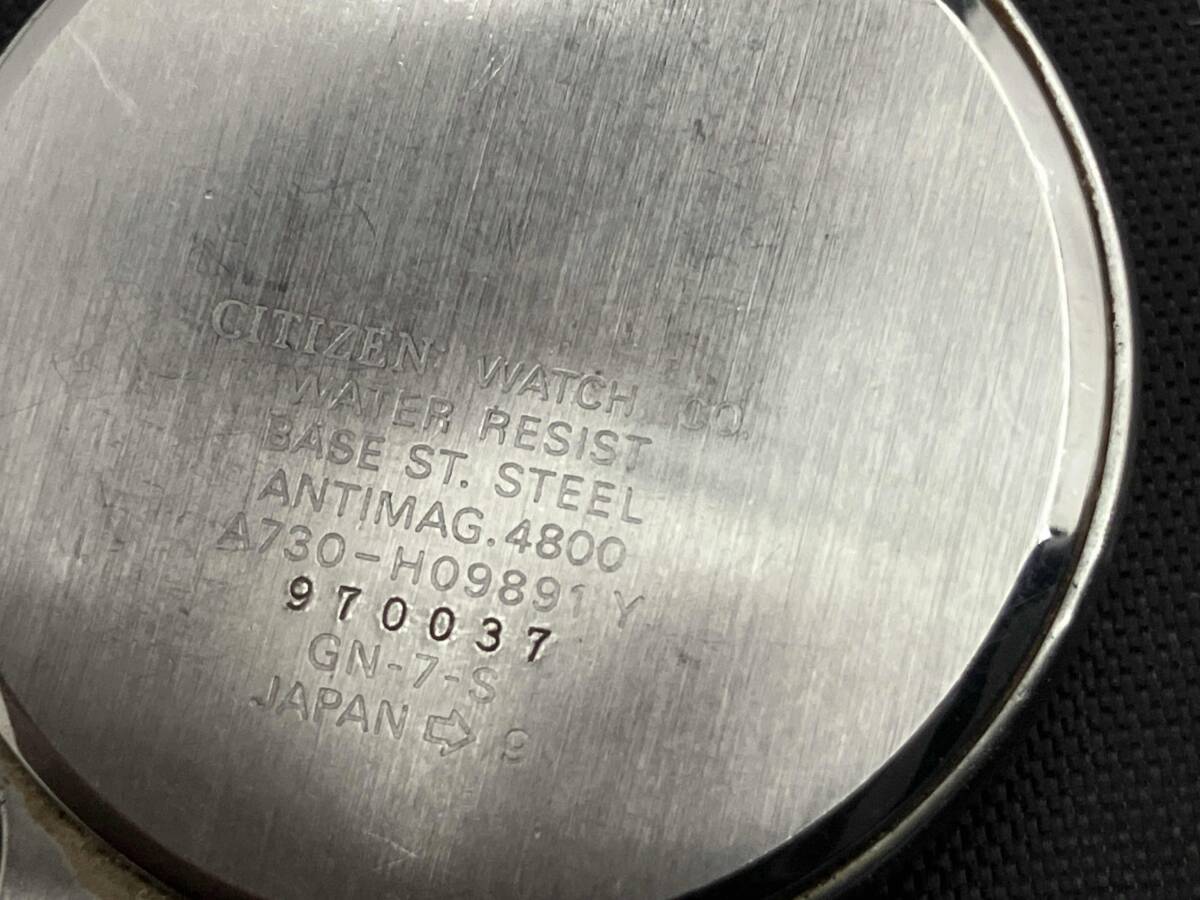 CITIZEN WATCH CO.
WATER RESIST
BASE ST. STEEL
ANTIMAG.4800
A730-H09891 Y
970037
GN-7-S
JAPAN ⇨ 9